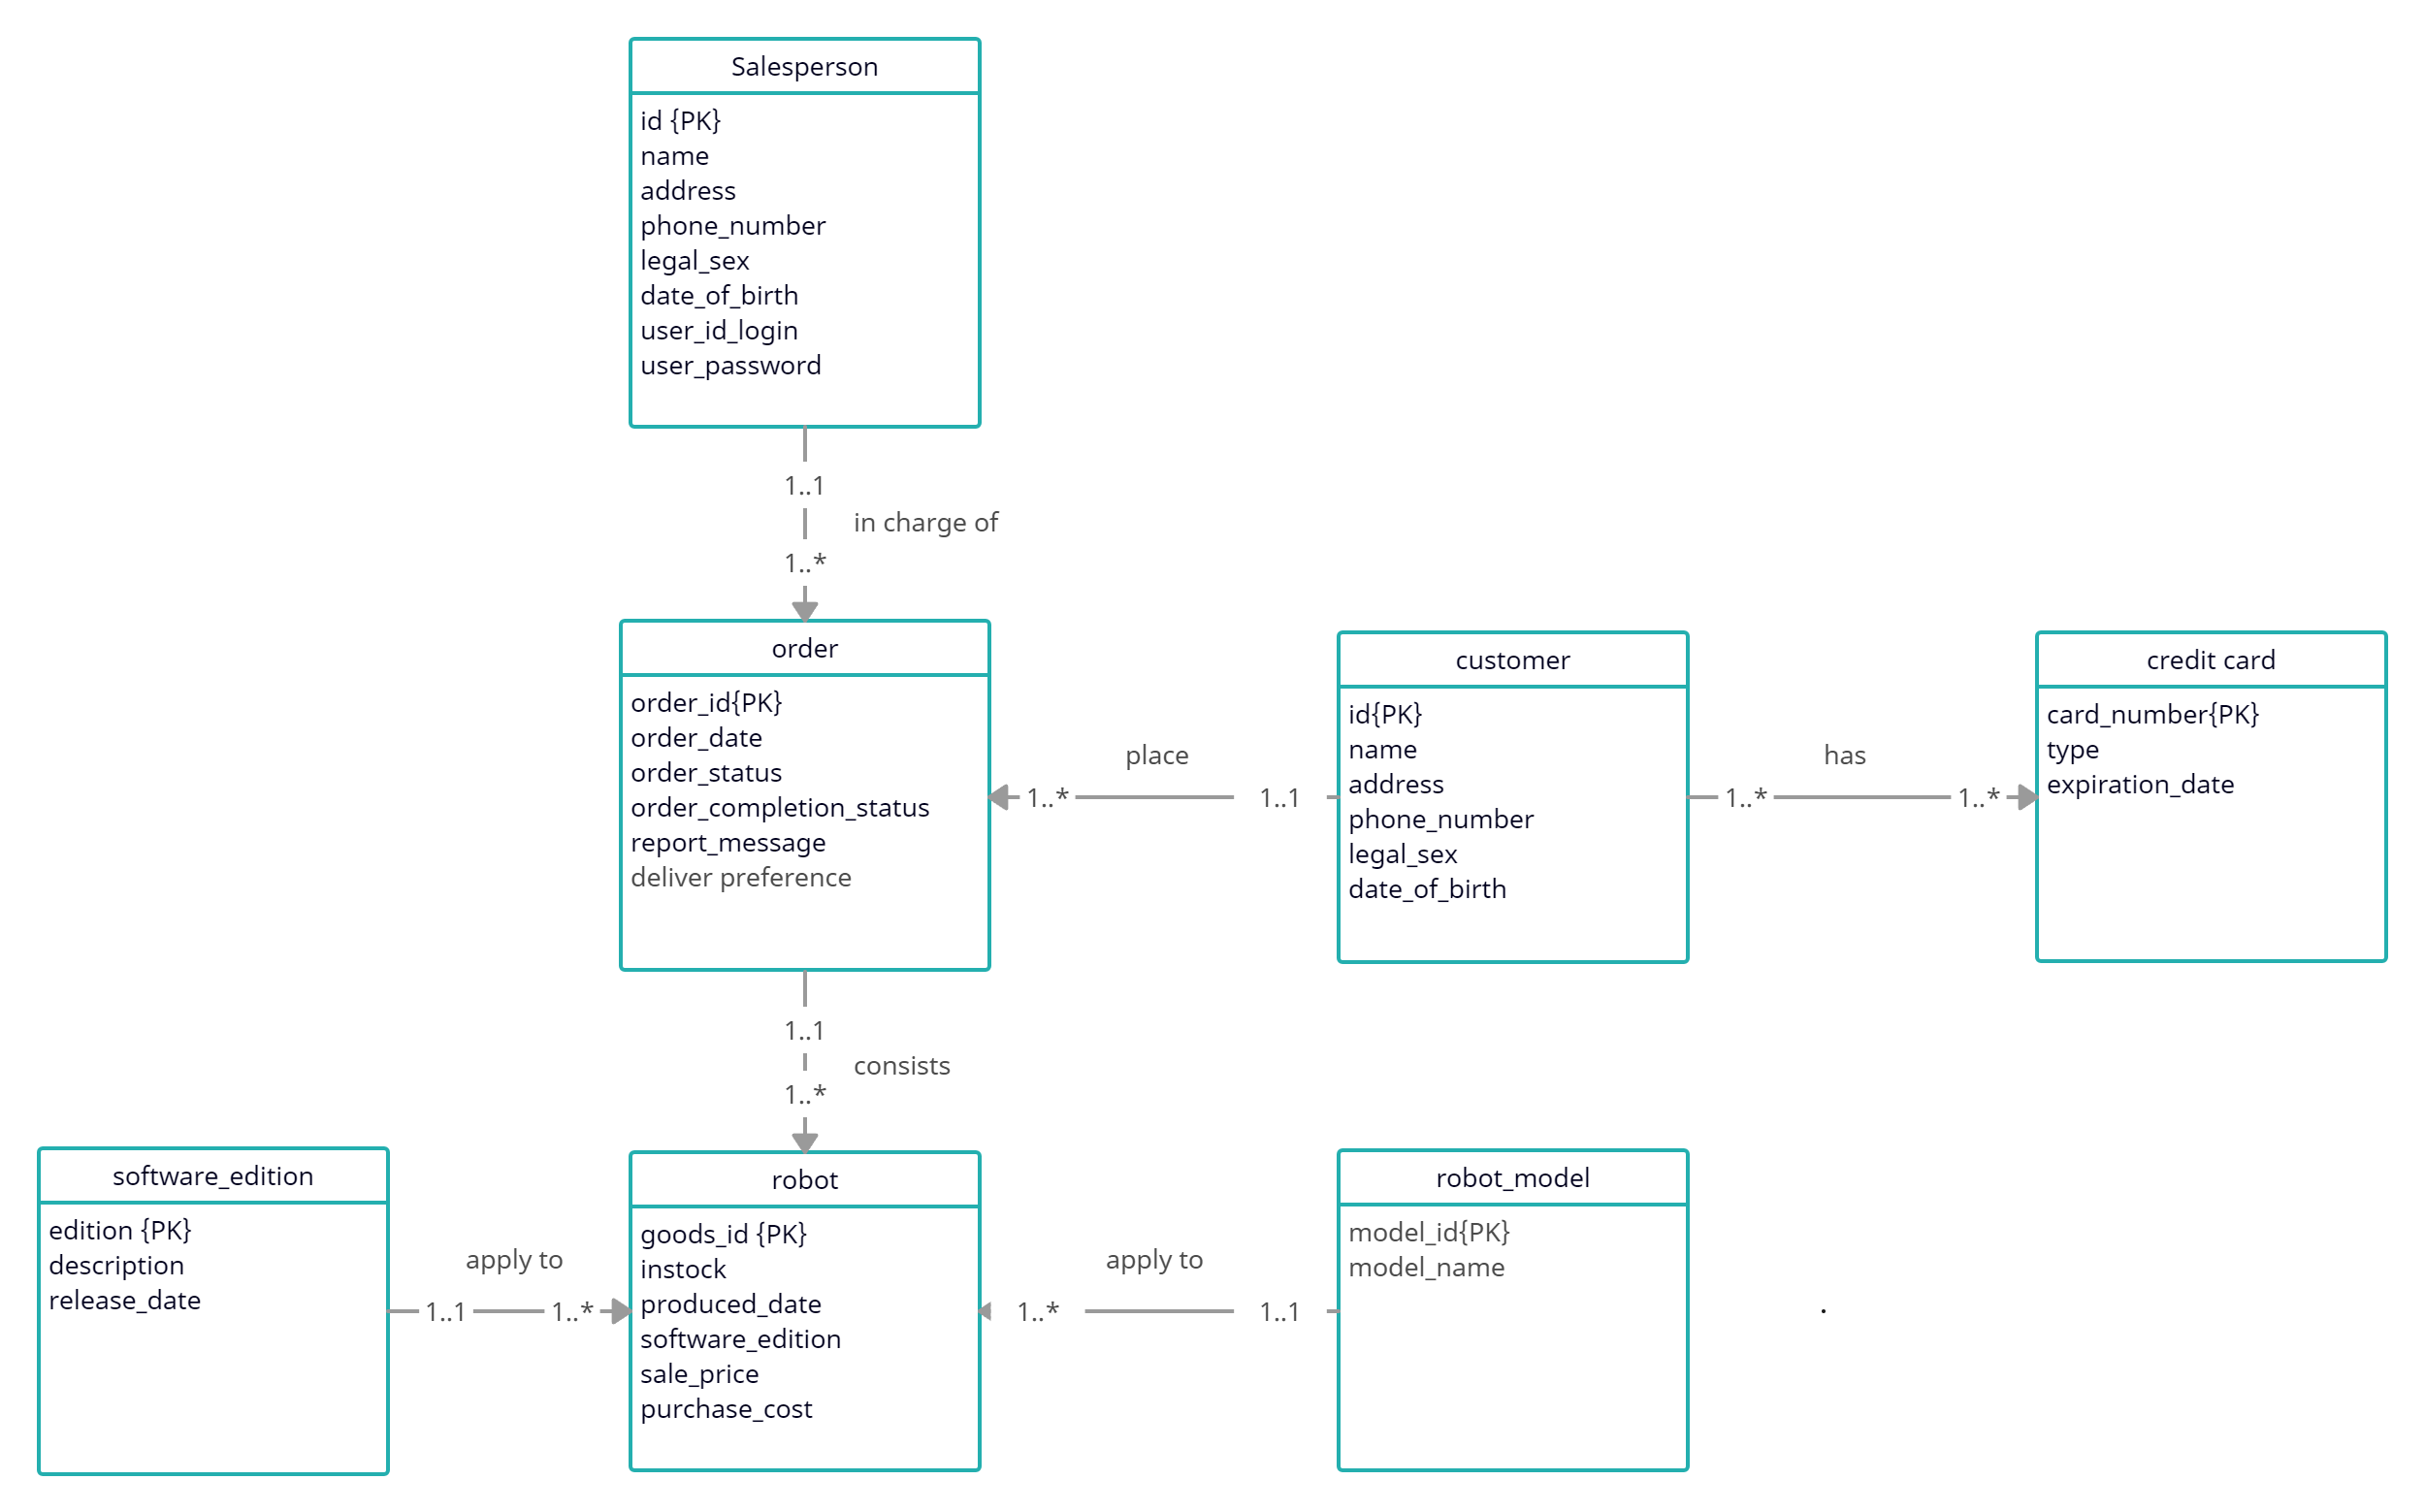 Salesperson
id {PK}
name
address
phone_number
legal_sex
date_of_birth
user_id_login
user_password
1..1
in charge of
1..*
order
order_id{PK}
order_date
order_status
order_completion_status
report_message
deliver preference
place
1..*
1..1
customer
id{PK}
name
address
phone_number
legal_sex
date_of_birth
has
1..*
1..*
credit card
card_number{PK}
type
expiration_date
1..1
consists
1..*
software_edition
edition {PK}
description
release_date
apply to
1..1
1..*
robot
goods_id {PK}
instock
produced_date
software_edition
sale_price
purchase_cost
apply to
1..*
1..1
robot_model
model_id{PK}
model_name
.